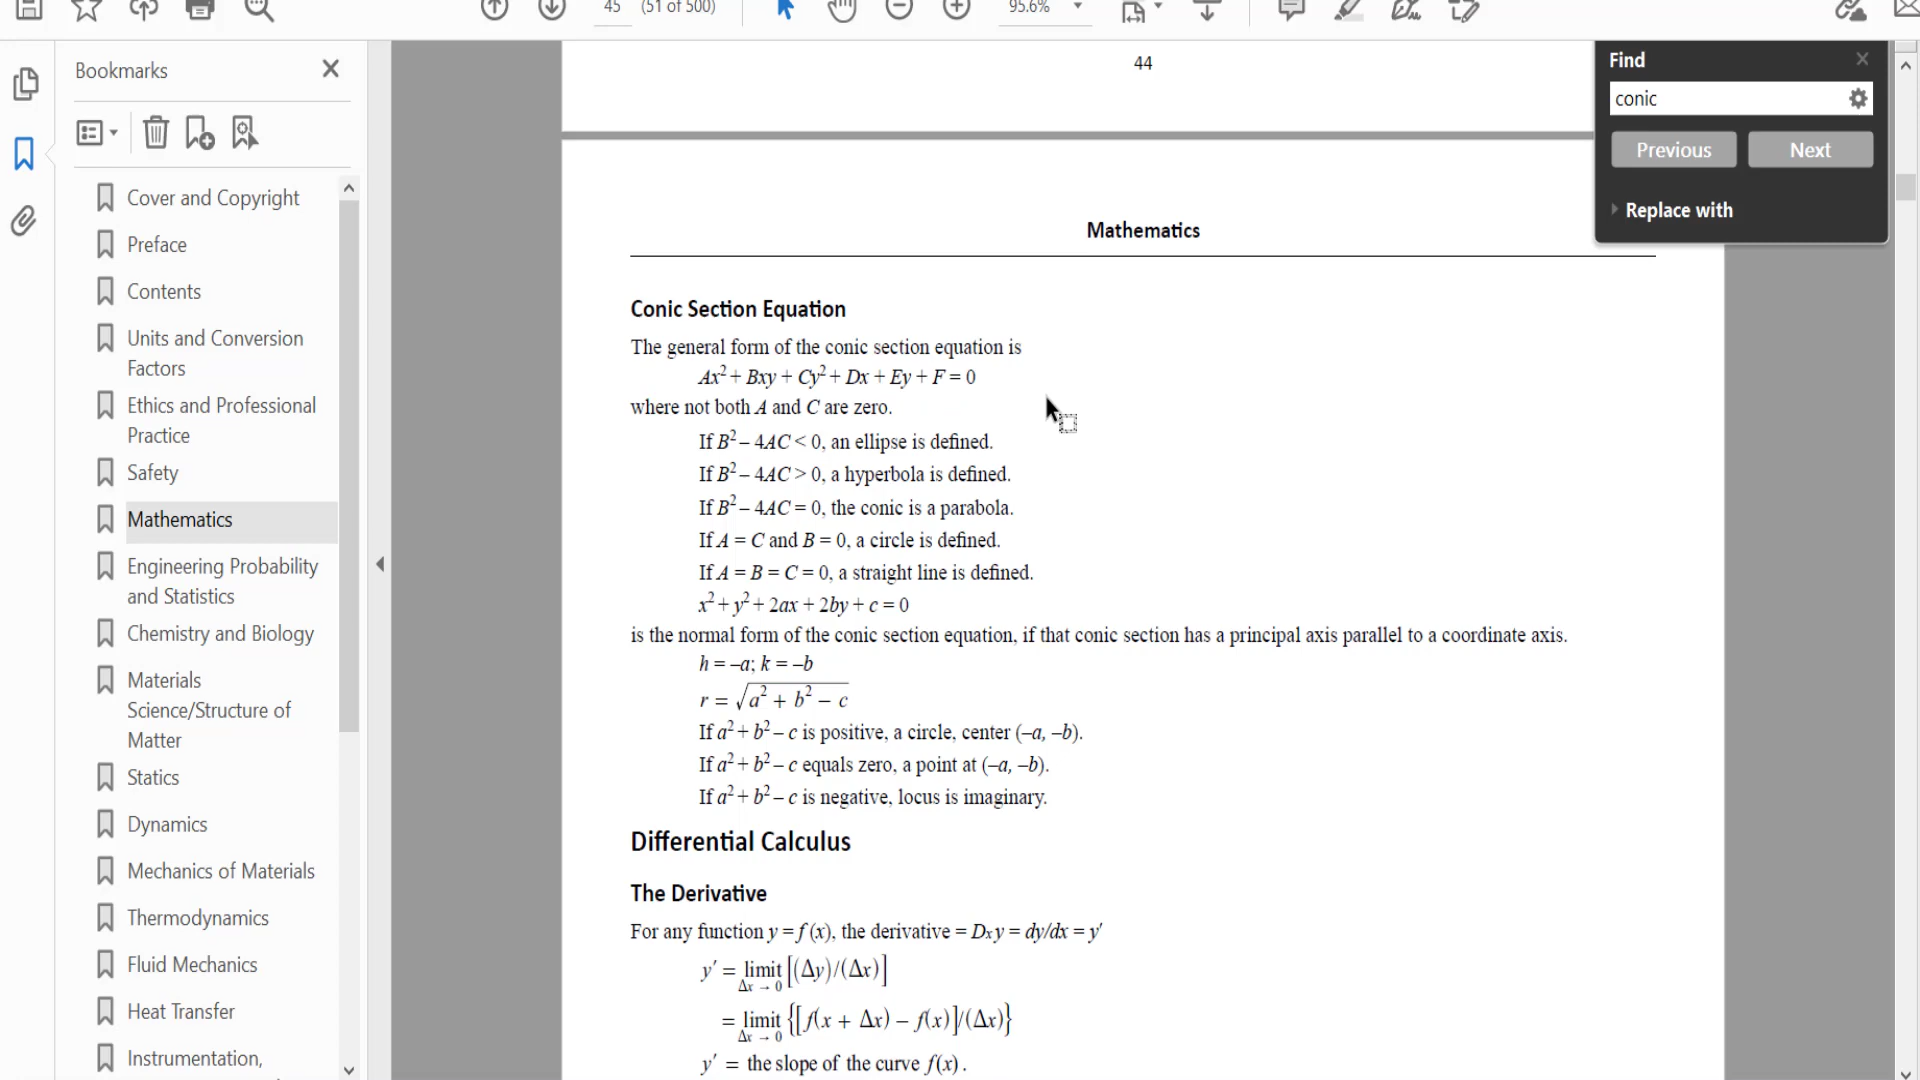 45 (51 of 500)
95.6%
Bookmarks
Cover and Copyright
Preface
Contents
Units and Conversion
Factors
Ethics and Professional
Practice
Safety
Mathematics
Engineering Probability
and Statistics
Chemistry and Biology
Materials
Science/Structure of
Matter
Statics
Dynamics
Mechanics of Materials
Thermodynamics
Fluid Mechanics
Heat Transfer
Instrumentation,
44
Mathematics
Conic Section Equation
The general form of the conic section equation is
Ax² + Bxy + Cy² + Dx + Ey + F = 0
where not both A and C are zero.
If B² – 4AC < 0, an ellipse is defined.
If B² – 4AC > 0, a hyperbola is defined.
If B² – 4AC = 0, the conic is a parabola.
If A = C and B = 0, a circle is defined.
If A = B = C = 0, a straight line is defined.
x² + y² + 2ax + 2by + c = 0
is the normal form of the conic section equation, if that conic section has a principal axis parallel to a coordinate axis.
h = –a; k = –b
r = √(a² + b² − c)
If a² + b² – c is positive, a circle, center (–a, –b).
If a² + b² – c equals zero, a point at (–a, –b).
If a² + b² – c is negative, locus is imaginary.
Differential Calculus
The Derivative
For any function y = f (x), the derivative = Dₓ y = dy/dx = y′
y′ = limit [(Δy)/(Δx)]
Δx → 0
= limit {[f(x + Δx) − f(x)]/(Δx)}
Δx → 0
y′ = the slope of the curve f(x).
Find
conic
Previous
Next
Replace with